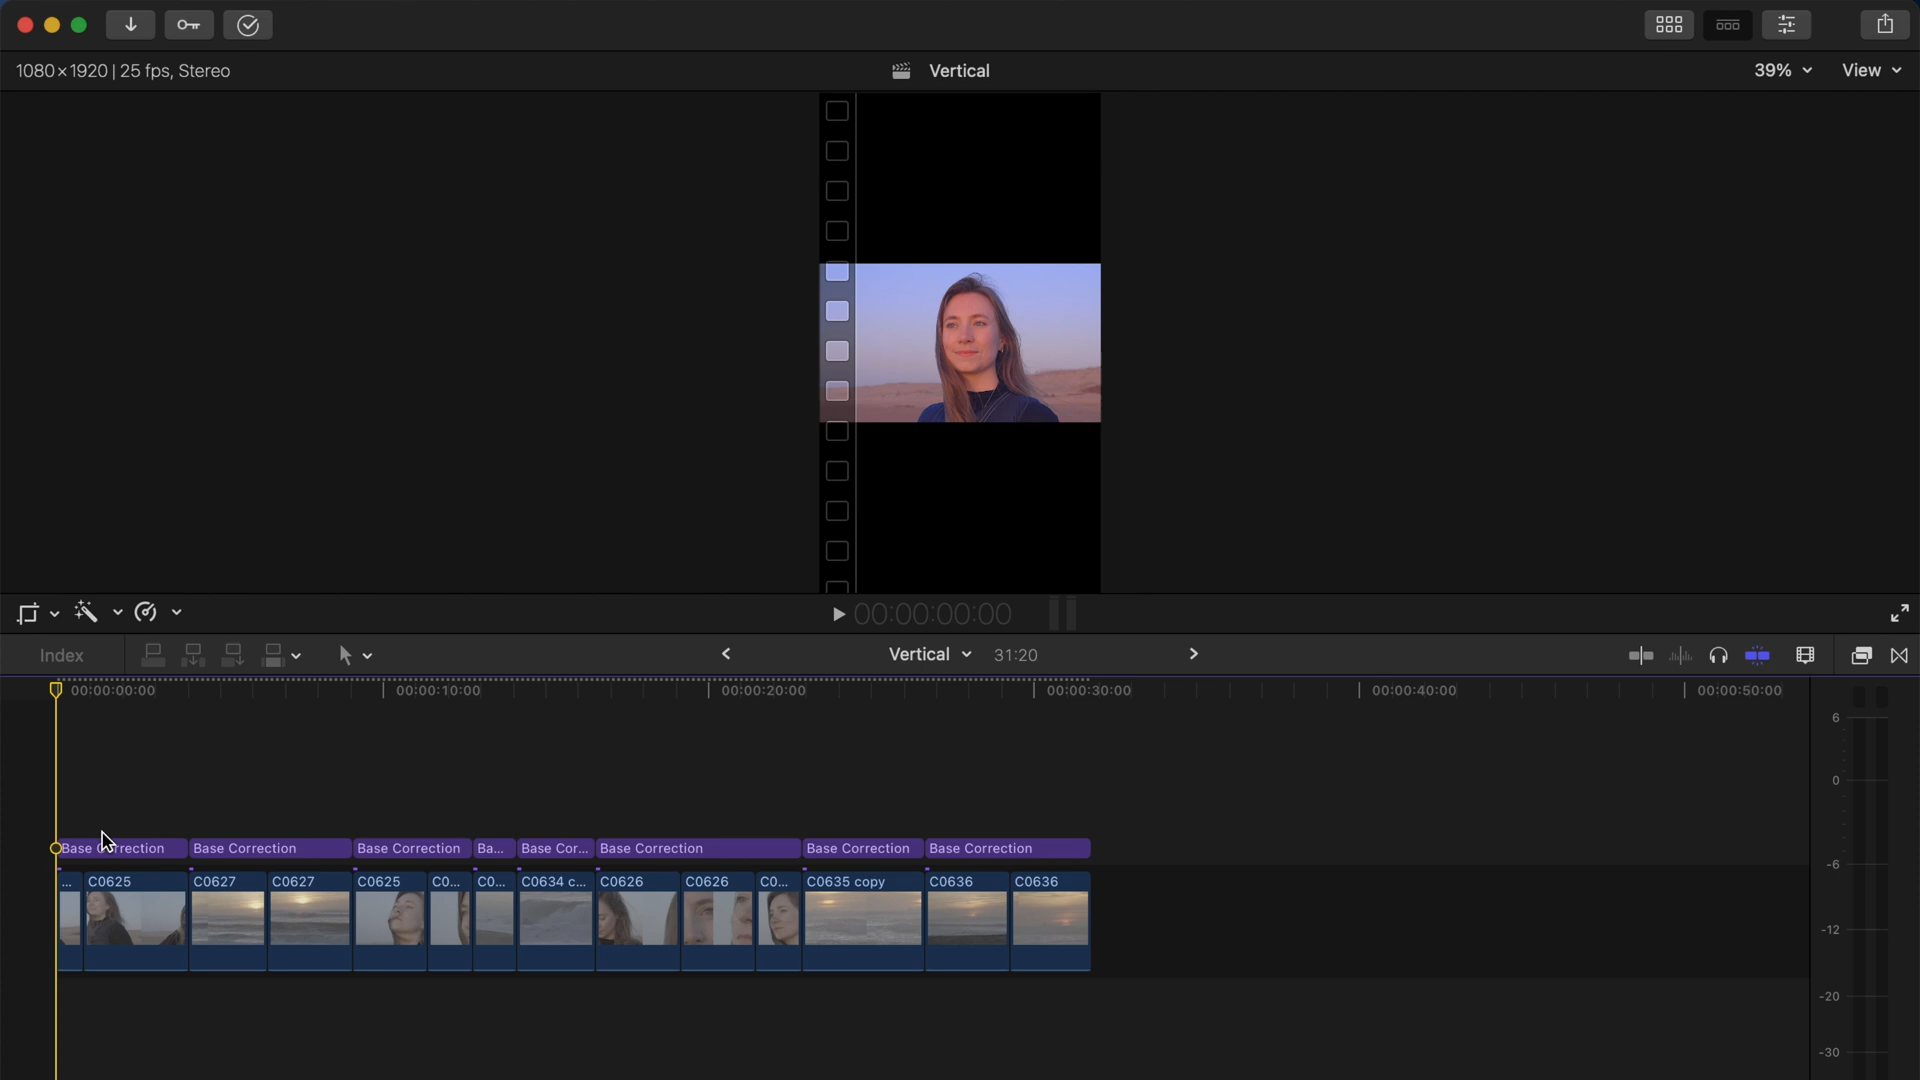 1080×1920 | 25 fps, Stereo
Vertical
39%
View
00:00:00:00
Index
Vertical
31:20
00:00:00:00
00:00:10:00
00:00:20:00
00:00:30:00
00:00:40:00
00:00:50:00
6
0
-6
-12
-20
-30
Base Correction
Base Correction
Base Correction
Ba...
Base Cor...
Base Correction
Base Correction
Base Correction
...
C0625
C0627
C0627
C0625
C0...
C0...
C0634 c...
C0626
C0626
C0...
C0635 copy
C0636
C0636